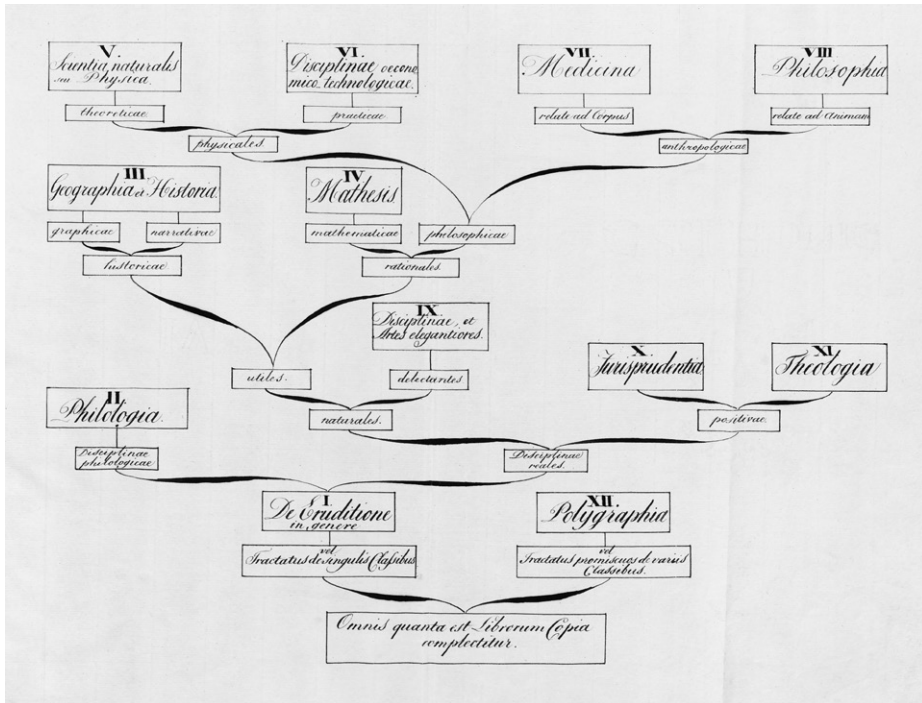 V.
Scientia naturalis
seu Physica.
theoreticae
VI.
Disciplinae oecono
mico technologicae.
practicae
physicales.
VII
Medicina
relate ad Corpus
VIII
Philosophia
relate ad Animam
anthropologicae
III.
Geographia et Historia.
graphicae
narrativae
historicae.
IV
Mathesis.
mathematicae
philosophicae
rationales.
IX
Disciplinae, et
Artes elegantiores.
utiles.
delectantes.
naturales.
X.
Jurisprudentia
XI.
Theologia
positivae.
II
Philologia.
Disciplinae
philologicae
Disciplinae
reales.
I.
De Eruditione
in genere
vel
Tractatus de singulis Classibus
XII.
Polygraphia
vel
Tractatus promiscuos de variis
Classibus.
Omnis quanta est Librorum Copia
complectitur.